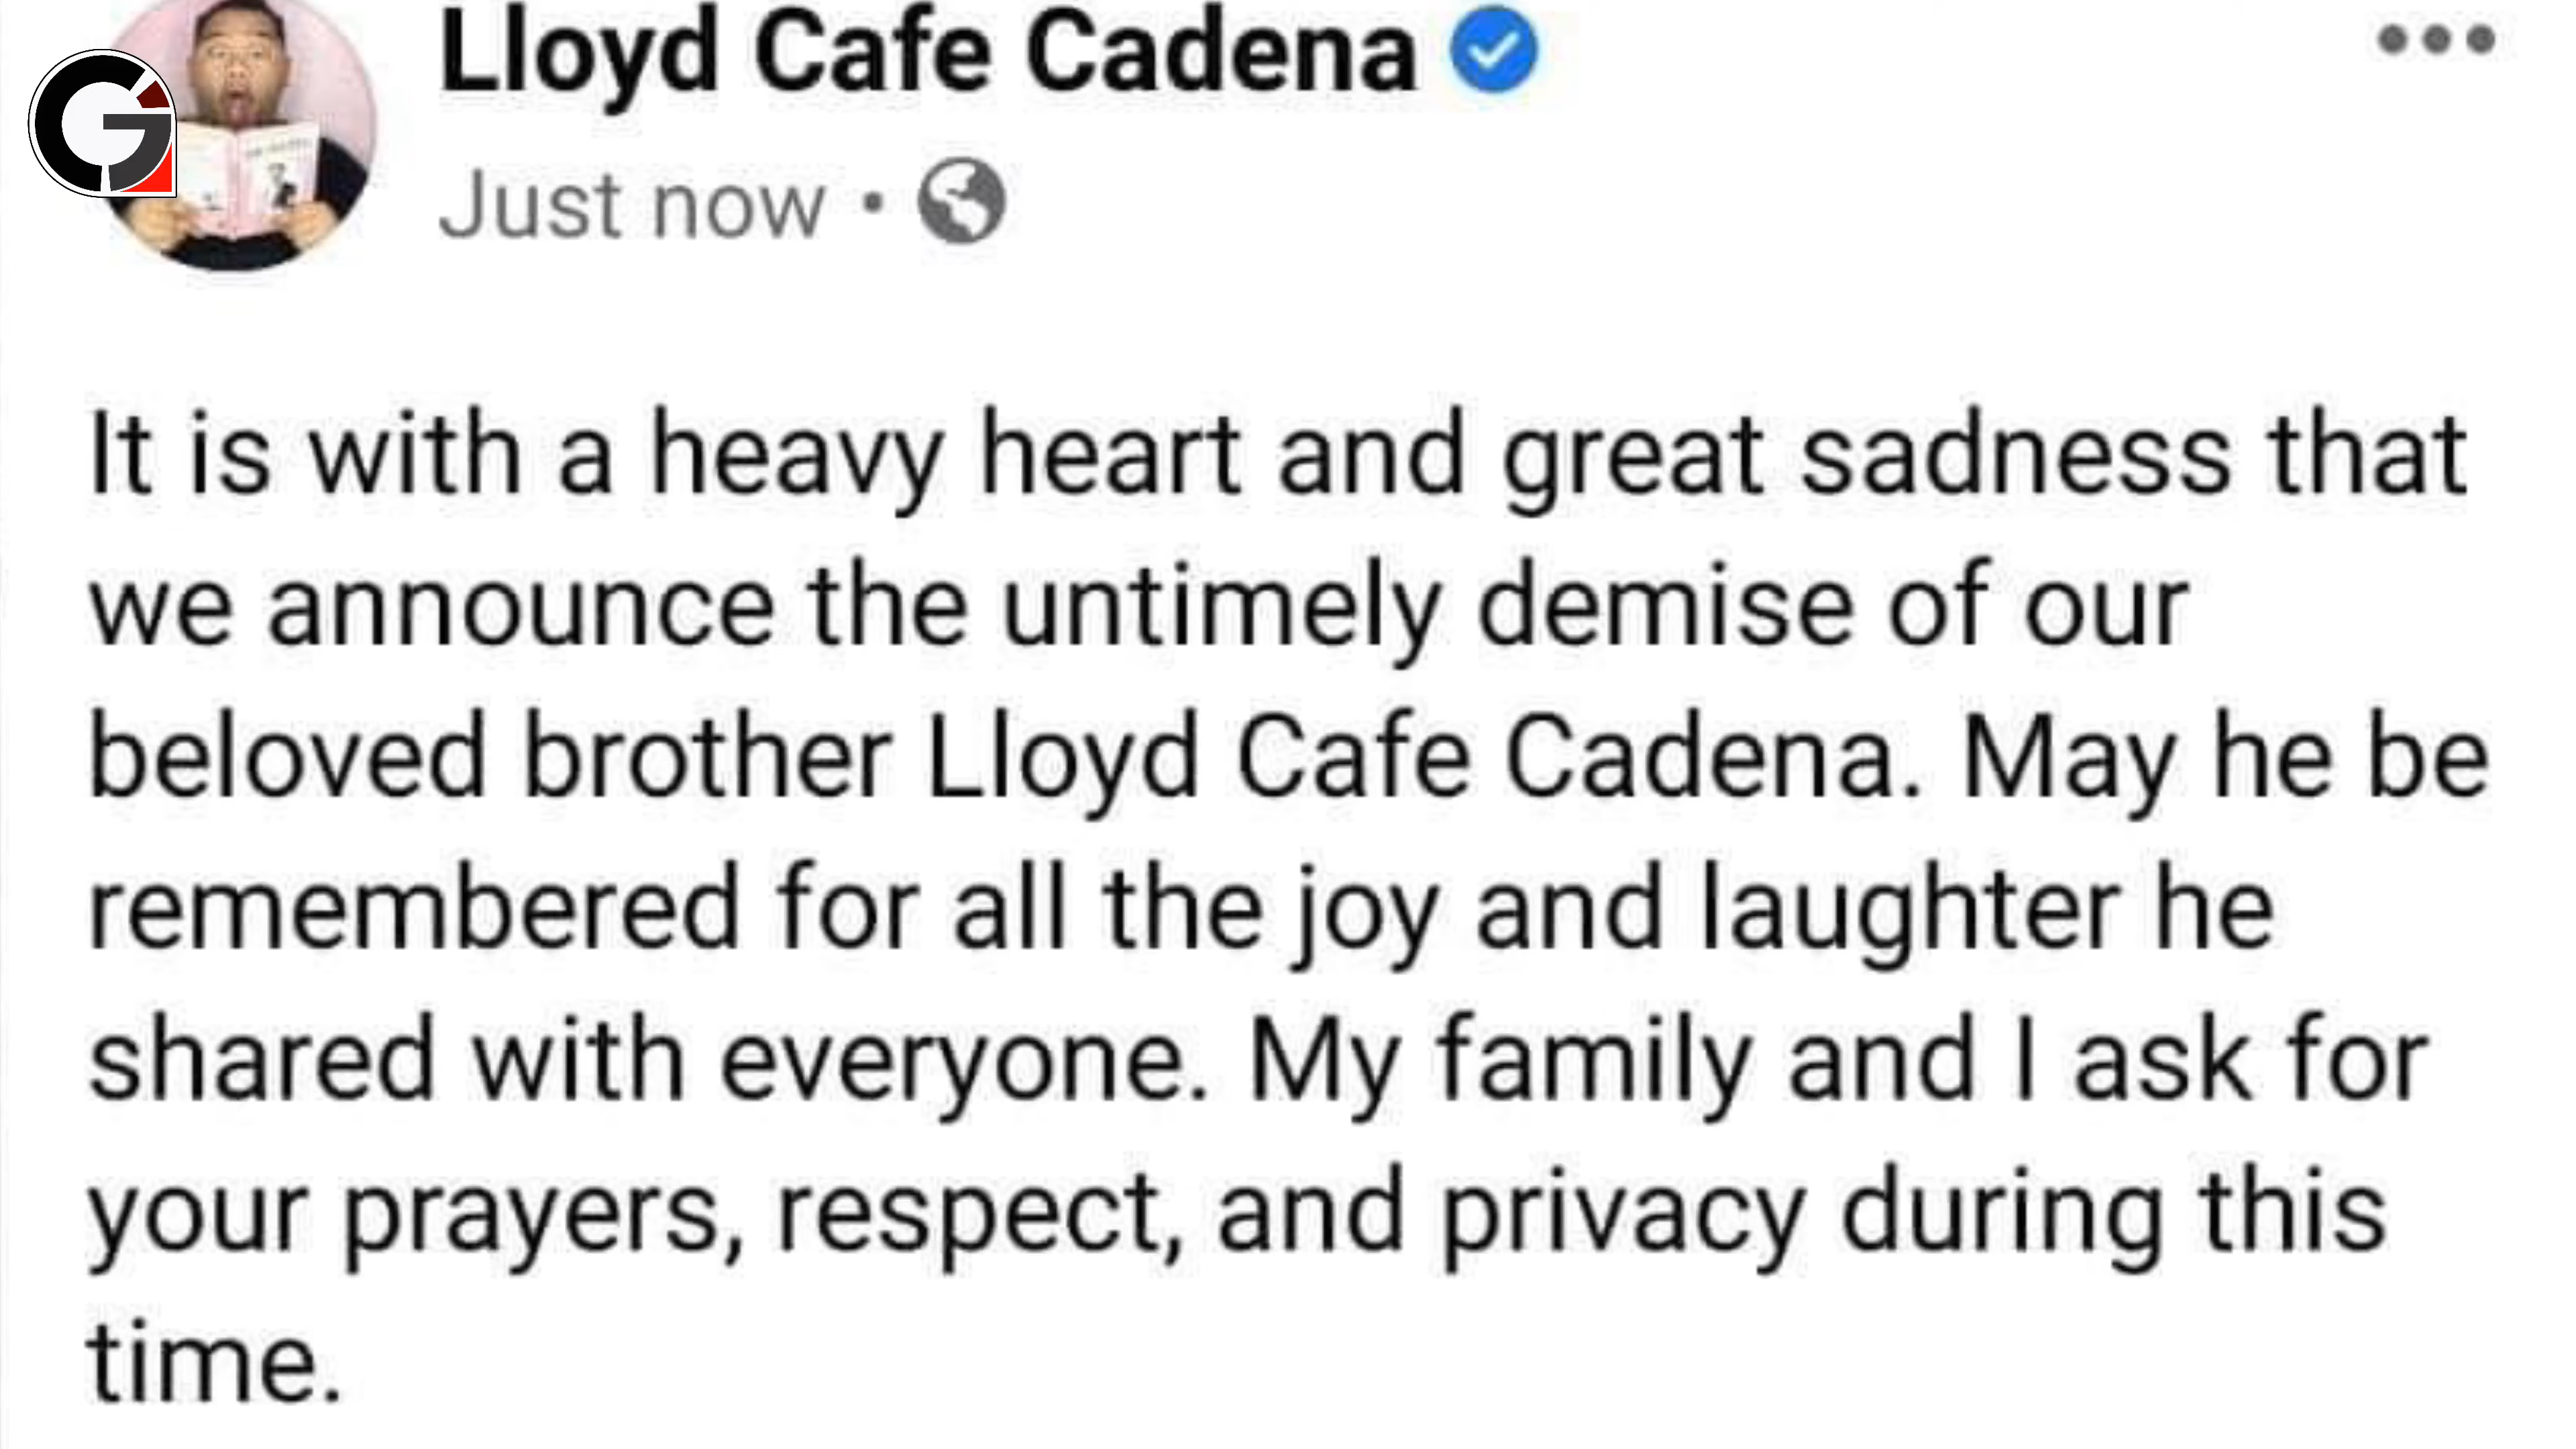 Lloyd Cafe Cadena
Just now
It is with a heavy heart and great sadness that
we announce the untimely demise of our
beloved brother Lloyd Cafe Cadena. May he be
remembered for all the joy and laughter he
shared with everyone. My family and I ask for
your prayers, respect, and privacy during this
time.